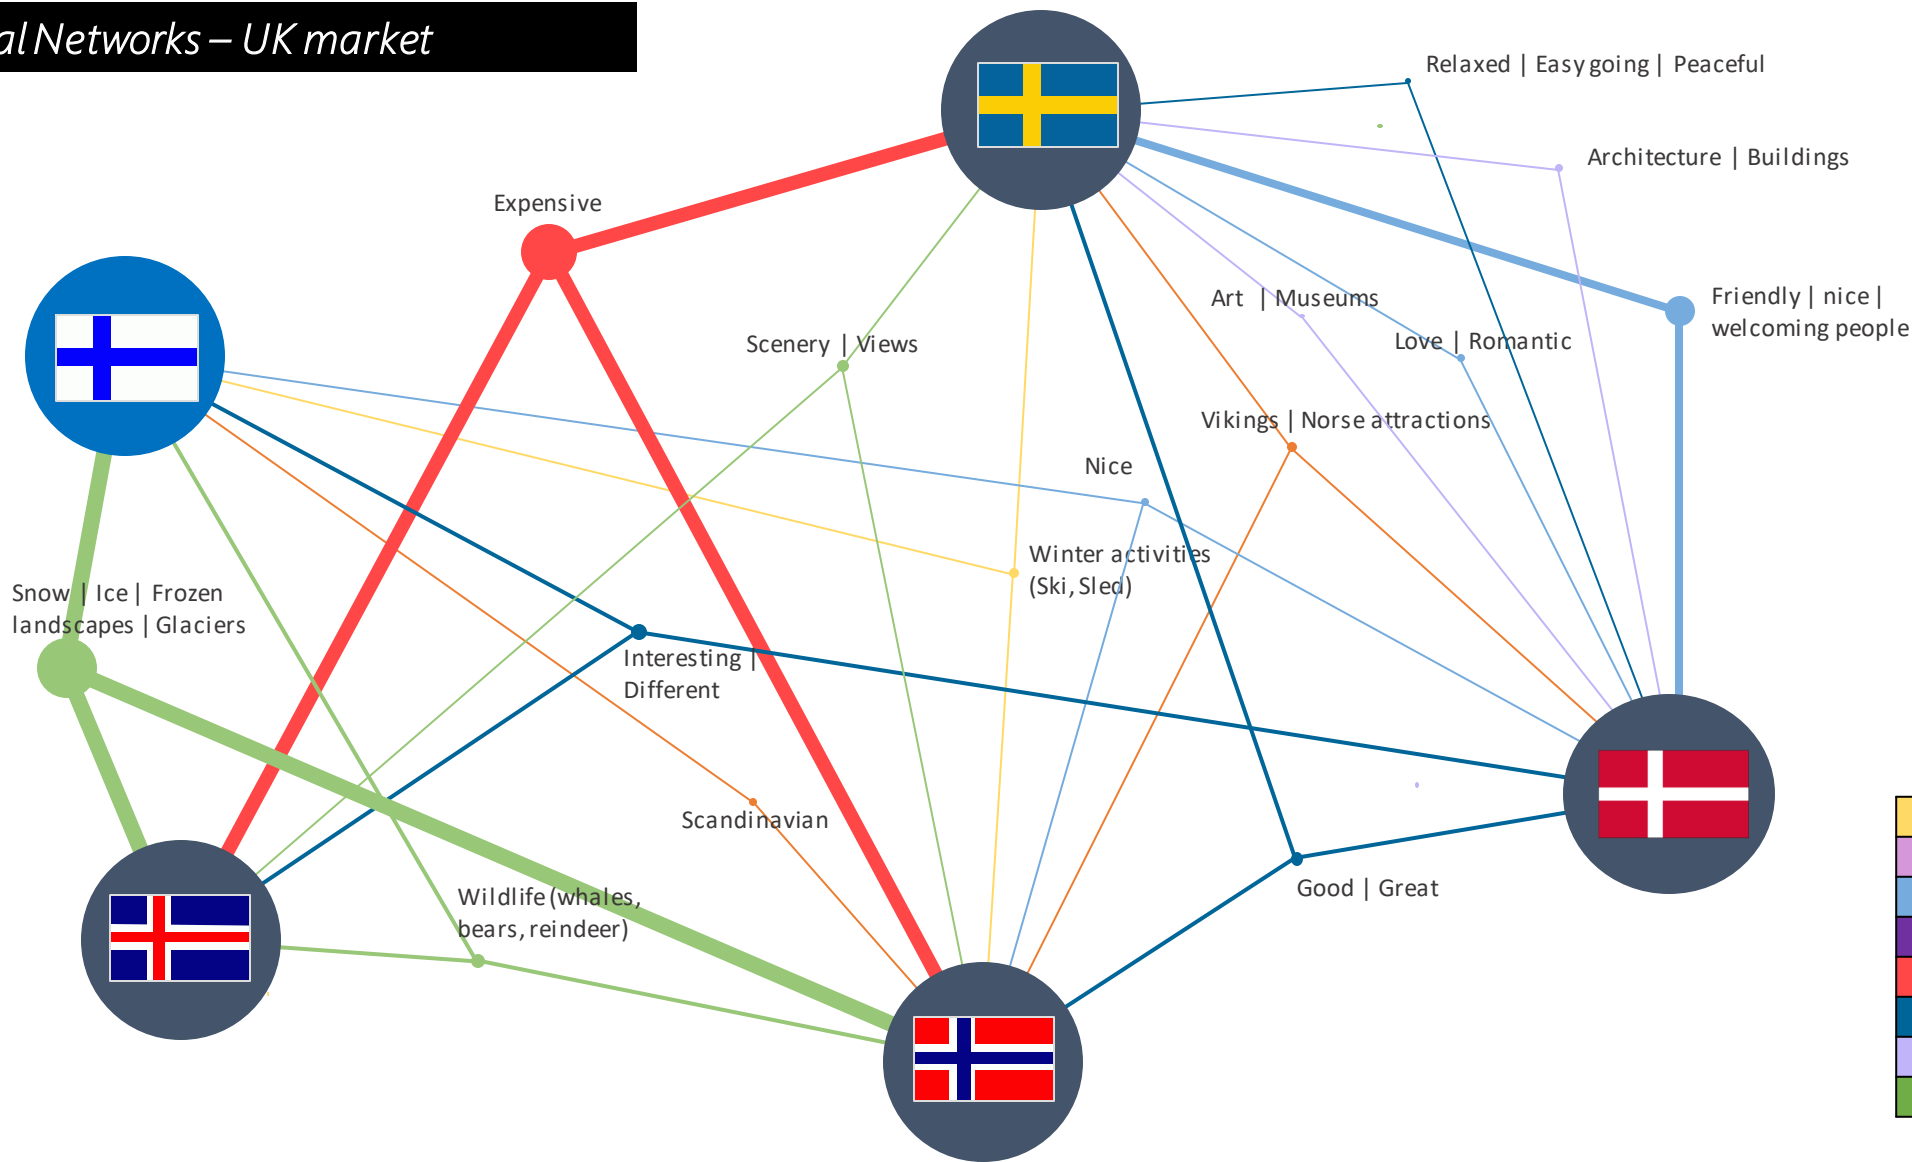 al Networks – UK market
Relaxed | Easy going | Peaceful
Architecture | Buildings
Expensive
Friendly | nice |
welcoming people
Art | Museums
Scenery | Views
Love | Romantic
Vikings | Norse attractions
Nice
Winter activities
(Ski, Sled)
Snow | Ice | Frozen
landscapes | Glaciers
Interesting |
Different
Scandinavian
Wildlife (whales,
bears, reindeer)
Good | Great